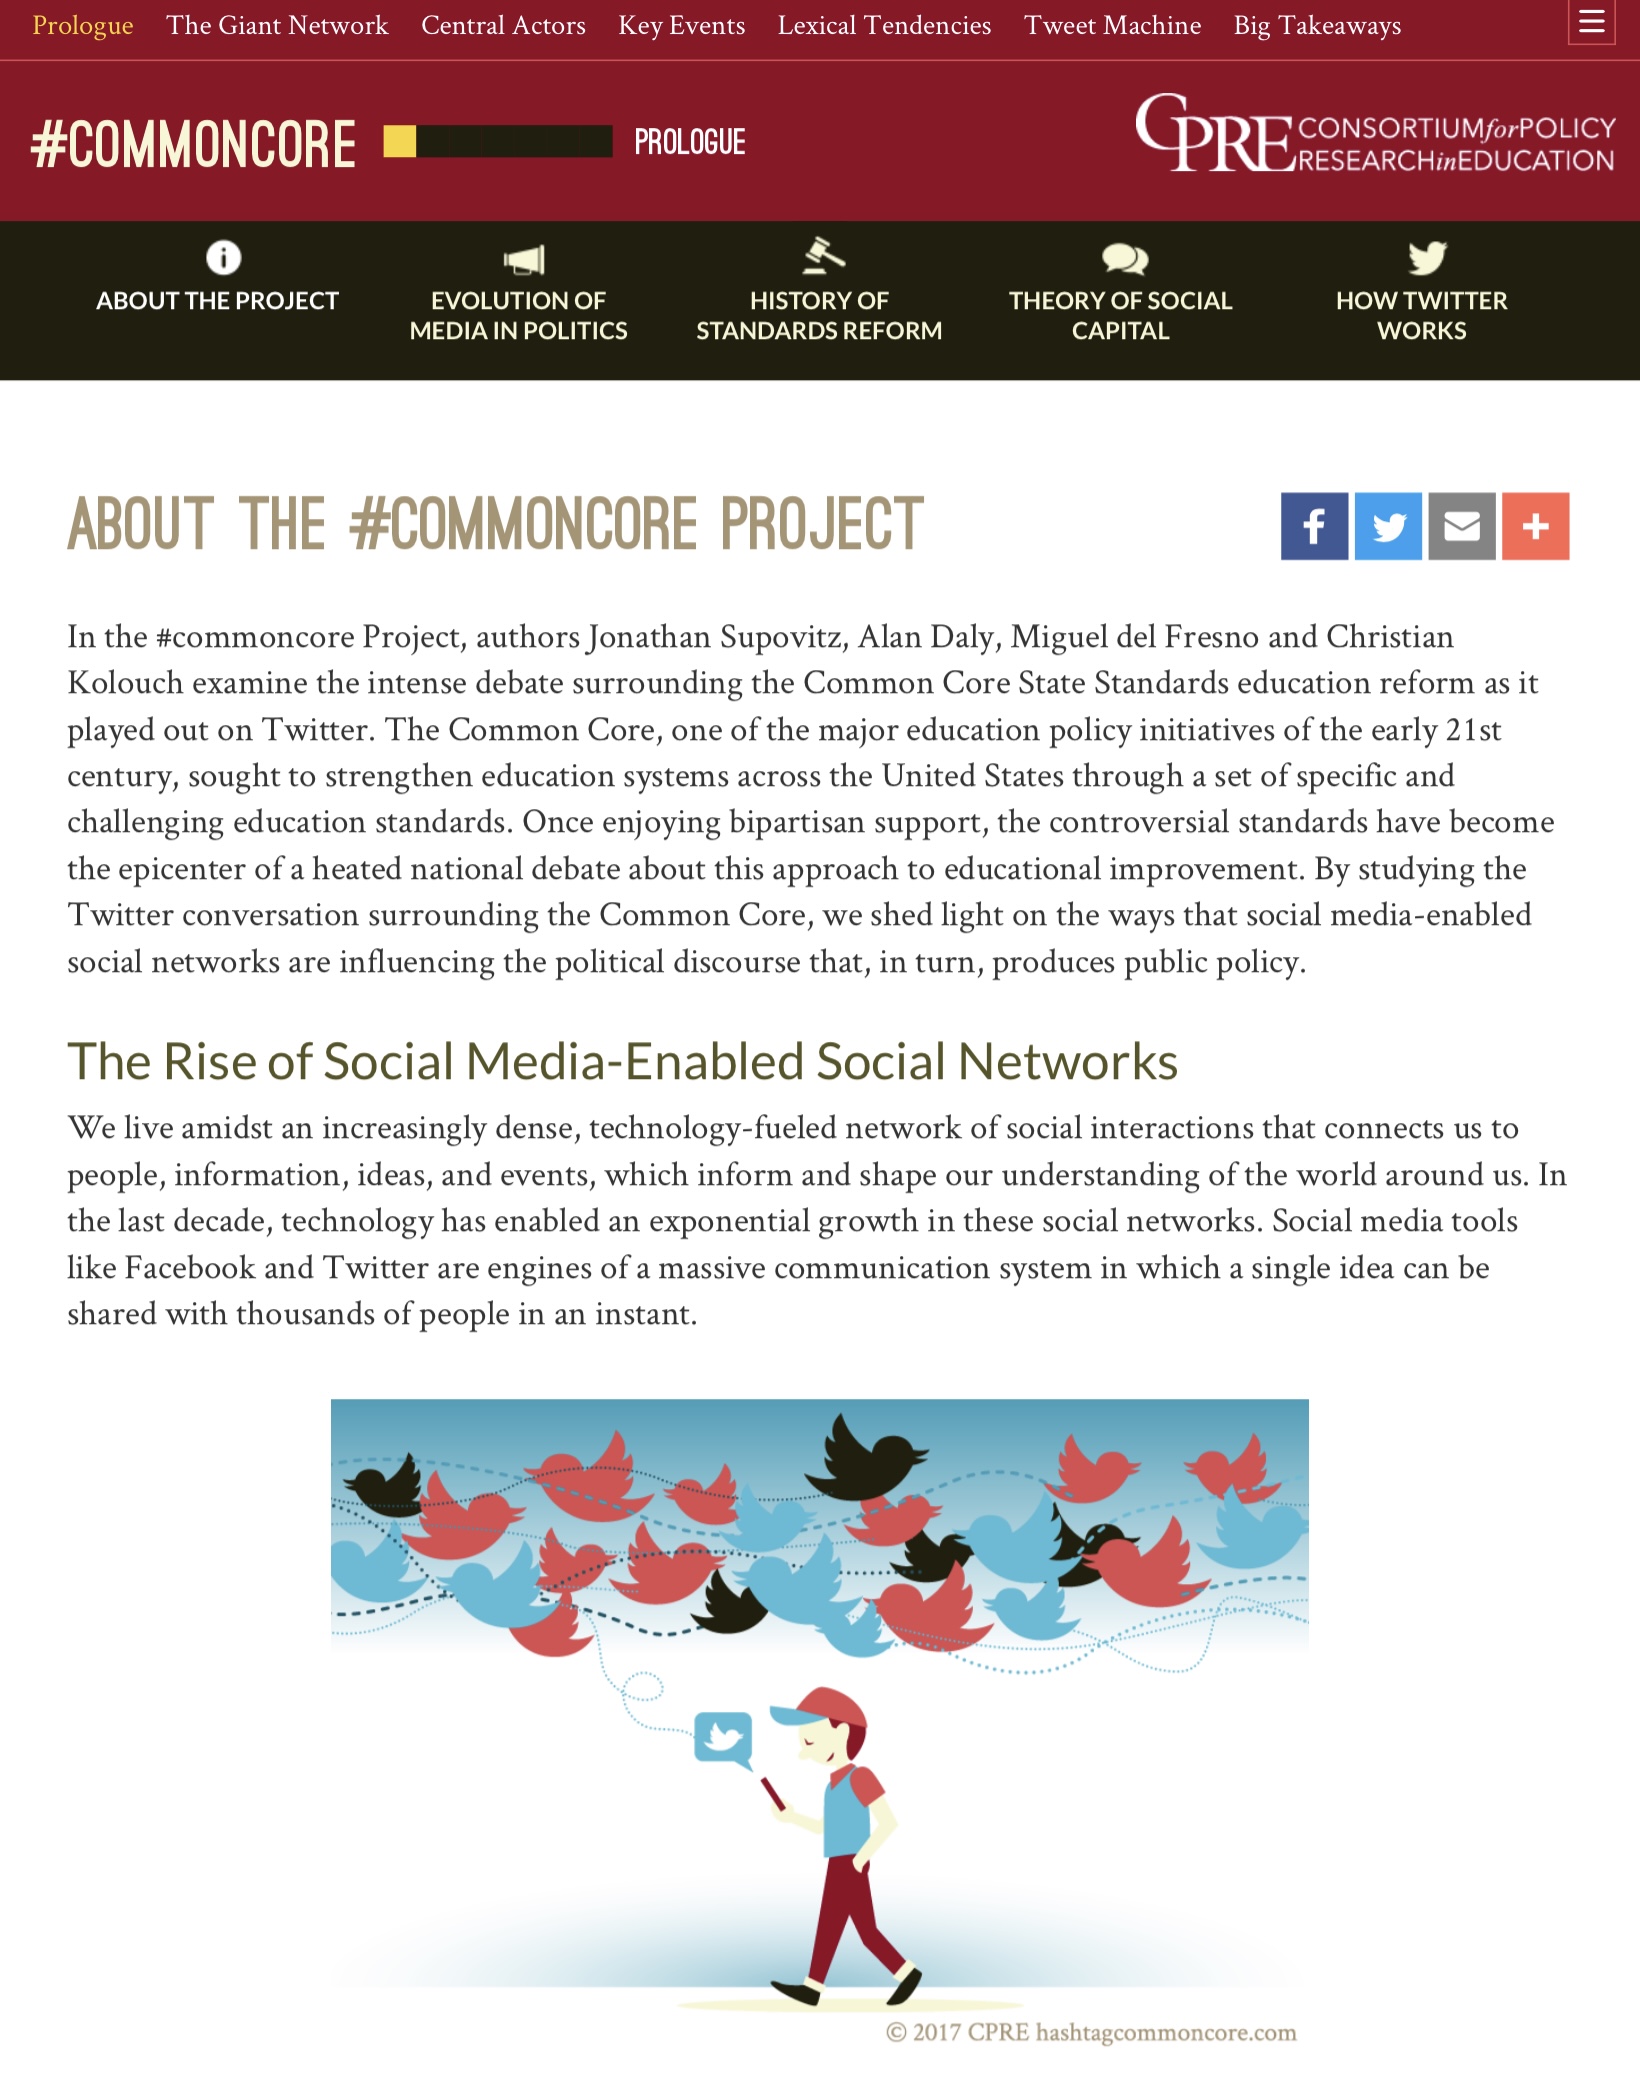 Prologue The Giant Network Central Actors Key Events Lexical Tendencies Tweet Machine Big Takeaways
#COMMONCORE PROLOGUE
CPRE CONSORTIUMforPOLICY
RESEARCHinEDUCATION
ABOUT THE PROJECT
EVOLUTION OF
MEDIA IN POLITICS
HISTORY OF
STANDARDS REFORM
THEORY OF SOCIAL
CAPITAL
HOW TWITTER
WORKS
ABOUT THE #COMMONCORE PROJECT
In the #commoncore Project, authors Jonathan Supovitz, Alan Daly, Miguel del Fresno and Christian
Kolouch examine the intense debate surrounding the Common Core State Standards education reform as it
played out on Twitter. The Common Core, one of the major education policy initiatives of the early 21st
century, sought to strengthen education systems across the United States through a set of specific and
challenging education standards. Once enjoying bipartisan support, the controversial standards have become
the epicenter of a heated national debate about this approach to educational improvement. By studying the
Twitter conversation surrounding the Common Core, we shed light on the ways that social media-enabled
social networks are influencing the political discourse that, in turn, produces public policy.
The Rise of Social Media-Enabled Social Networks
We live amidst an increasingly dense, technology-fueled network of social interactions that connects us to
people, information, ideas, and events, which inform and shape our understanding of the world around us. In
the last decade, technology has enabled an exponential growth in these social networks. Social media tools
like Facebook and Twitter are engines of a massive communication system in which a single idea can be
shared with thousands of people in an instant.
© 2017 CPRE hashtagcommoncore.com